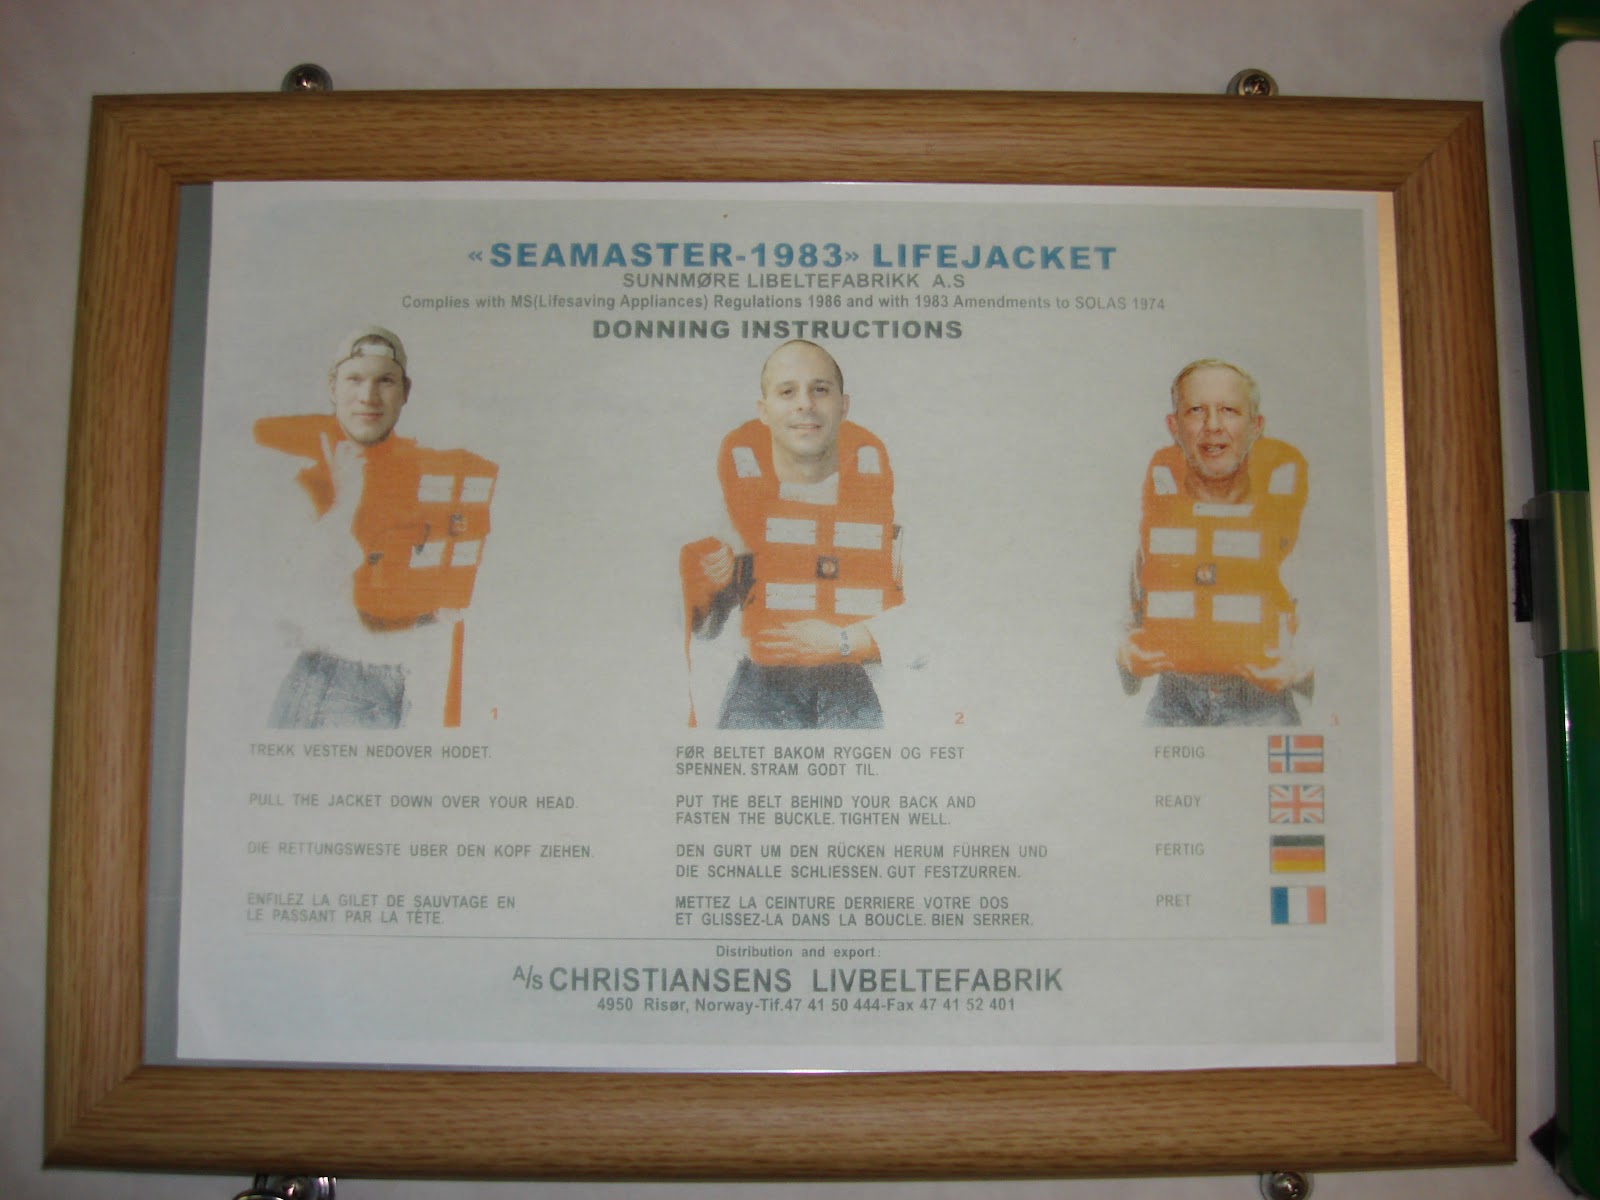 «SEAMASTER-1983» LIFEJACKET
SUNNMØRE LIBELTEFABRIKK A.S
Complies with MS(Lifesaving Appliances) Regulations 1986 and with 1983 Amendments to SOLAS 1974
DONNING INSTRUCTIONS
1
2
3
TREKK VESTEN NEDOVER HODET.
FØR BELTET BAKOM RYGGEN OG FEST
SPENNEN. STRAM GODT TIL.
FERDIG
PULL THE JACKET DOWN OVER YOUR HEAD.
PUT THE BELT BEHIND YOUR BACK AND
FASTEN THE BUCKLE. TIGHTEN WELL.
READY
DIE RETTUNGSWESTE UBER DEN KOPF ZIEHEN.
DEN GURT UM DEN RÜCKEN HERUM FÜHREN UND
DIE SCHNALLE SCHLIESSEN. GUT FESTZURREN.
FERTIG
ENFILEZ LA GILET DE SAUVTAGE EN
LE PASSANT PAR LA TÊTE.
METTEZ LA CEINTURE DERRIERE VOTRE DOS
ET GLISSEZ-LA DANS LA BOUCLE. BIEN SERRER.
PRET
Distribution and export:
A/s CHRISTIANSENS LIVBELTEFABRIK
4950 Risør, Norway-Tlf.47 41 50 444-Fax 47 41 52 401